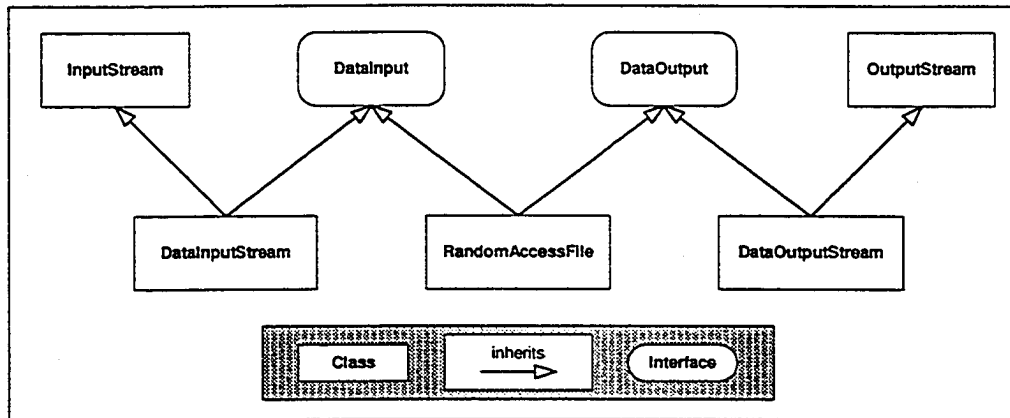 InputStream
DataInput
DataOutput
OutputStream
DataInputStream
RandomAccessFile
DataOutputStream
Class
inherits
Interface